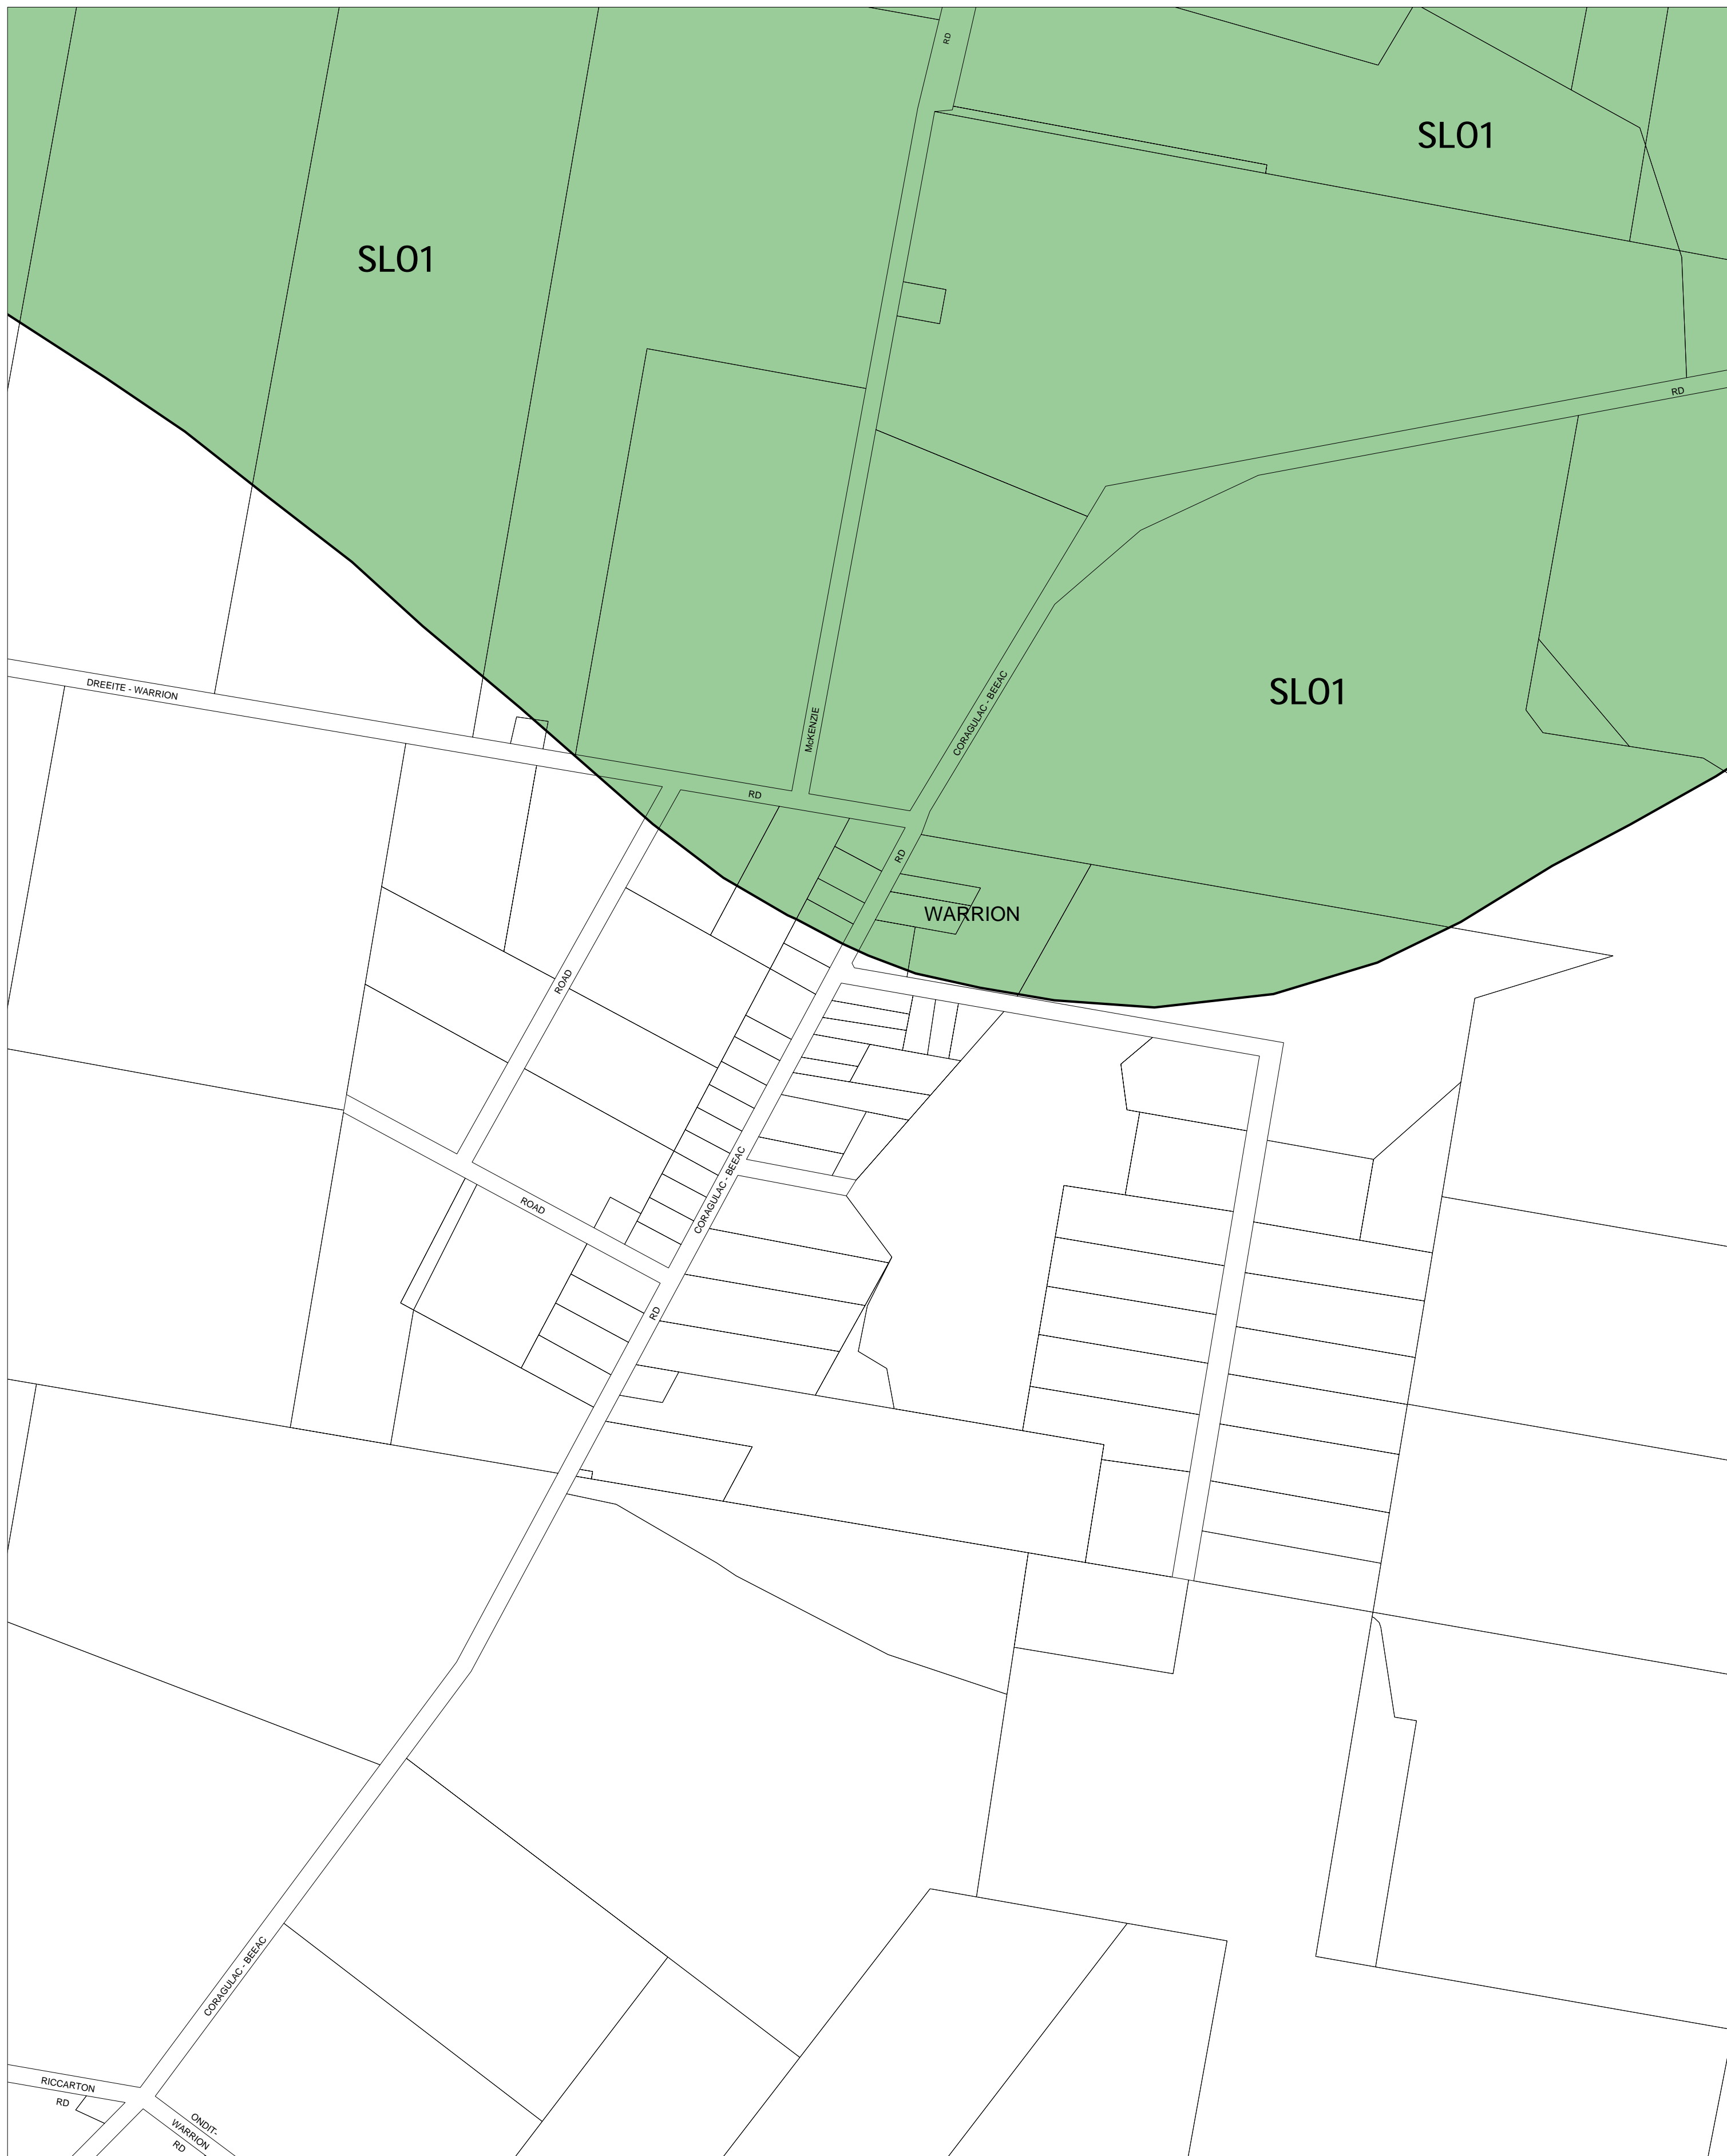 RD
SLO1
SLO1
RD
SLO1
DREEITE - WARRION
McKENZIE
CORAGULAC - BEEAC
RD
RD
WARRION
ROAD
ROAD
CORAGULAC - BEEAC
RD
CORAGULAC - BEEAC
RICCARTON
RD
ONDIT-
WARRION
RD